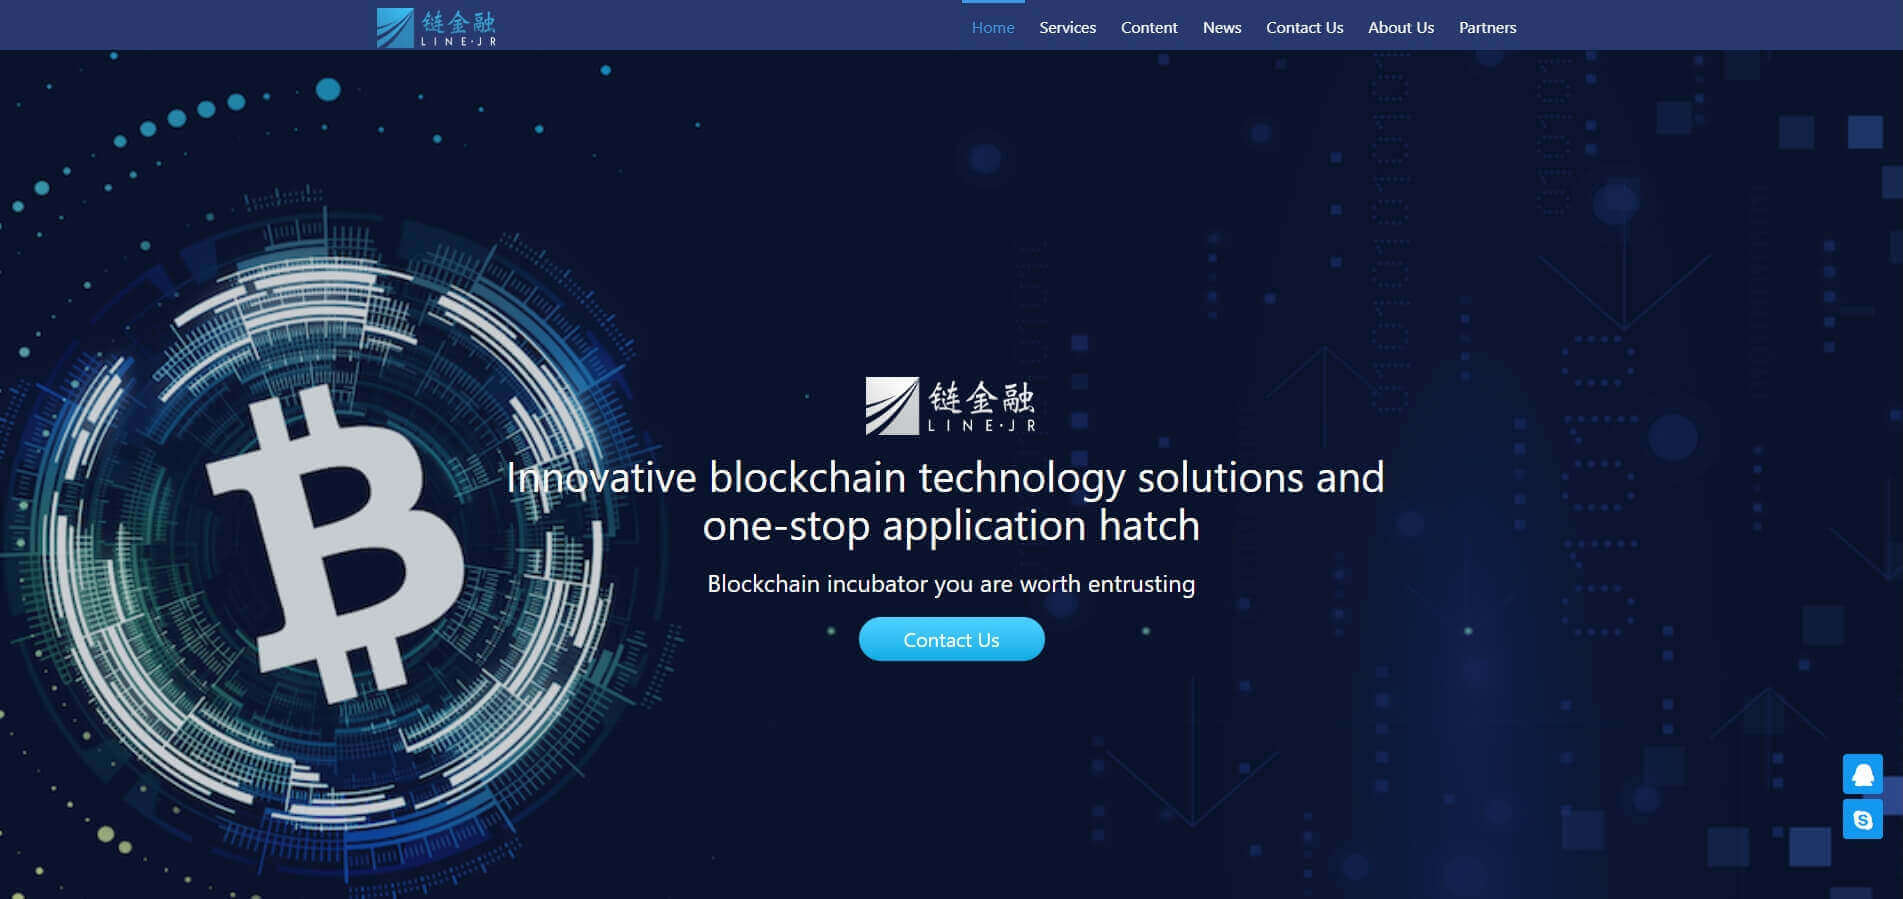 链金融
LINE·JR
Home Services Content News Contact Us About Us Partners
链金融
LINE·JR
Innovative blockchain technology solutions and
one-stop application hatch
Blockchain incubator you are worth entrusting
Contact Us